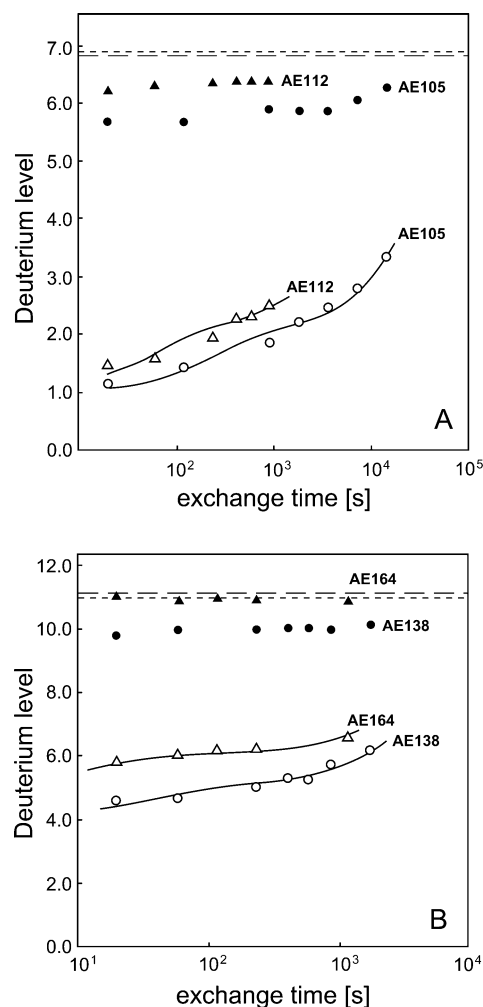 7.0
AE112
6.0
AE105
5.0
4.0
AE105
3.0
AE112
2.0
1.0
A
0.0
10² 10³ 10⁴ 10⁵
exchange time [s]
Deuterium level
12.0
AE164
10.0
AE138
8.0
AE164
AE138
6.0
4.0
2.0
B
0.0
10¹ 10² 10³ 10⁴
exchange time [s]
Deuterium level